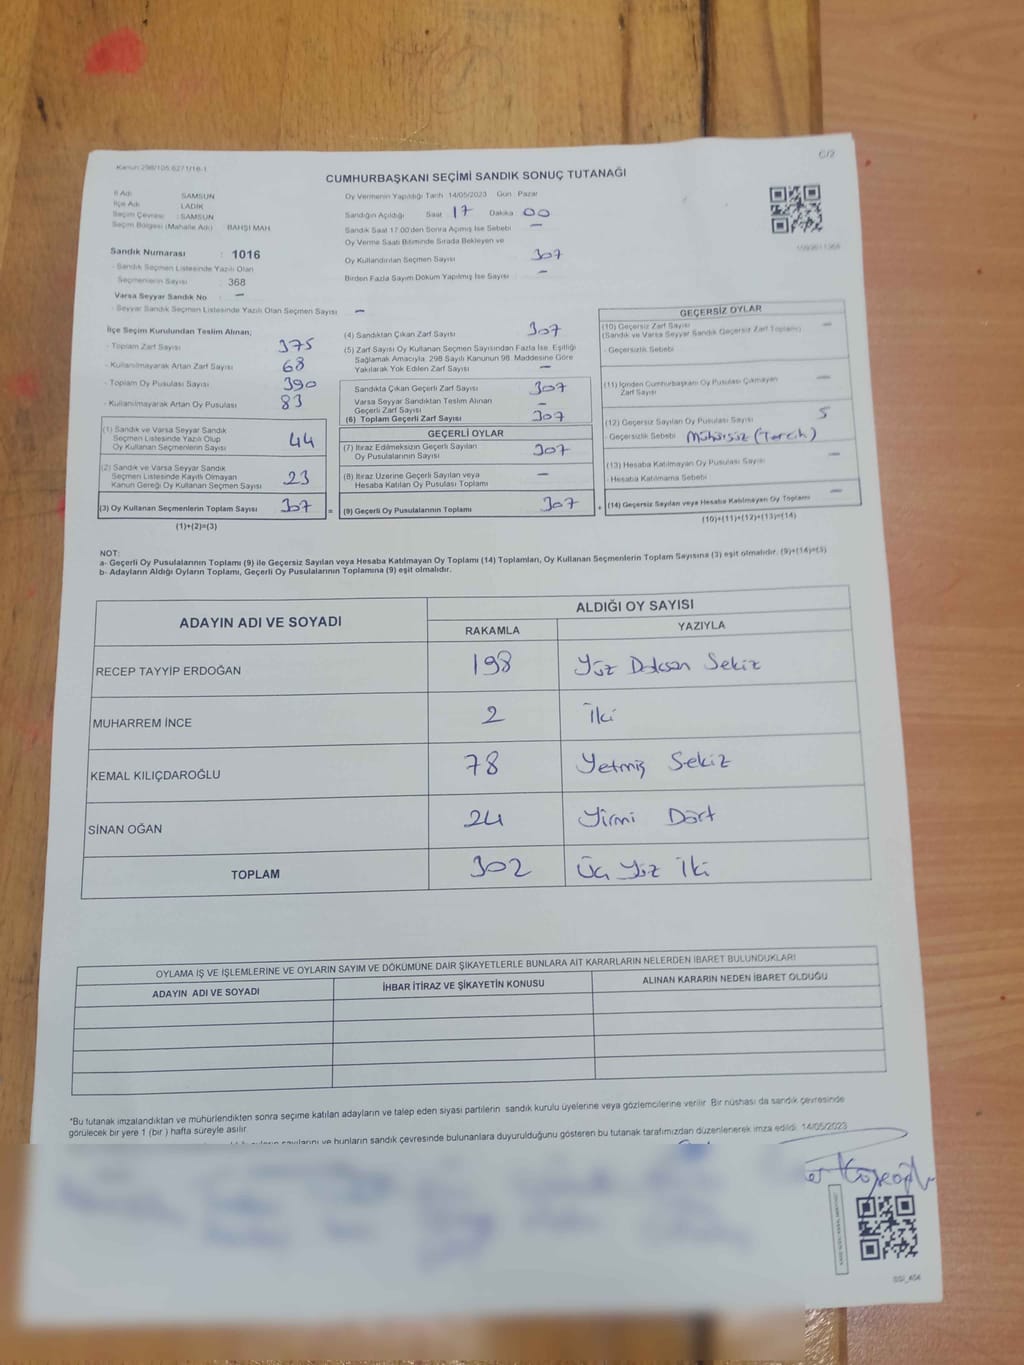 Kanun:298/105.6271/16-1
C/2
CUMHURBAŞKANI SEÇİMİ SANDIK SONUÇ TUTANAĞI
İl Adı SAMSUN
İlçe Adı LADİK
Seçim Çevresi : SAMSUN
Seçim Bölgesi (Mahalle Adı) BAHŞİ MAH.
Oy Vermenin Yapıldığı Tarih 14/05/2023 Gün : Pazar
Sandığın Açıldığı Saat 17 Dakika 00
Sandık Saat 17:00'den Sonra Açılmış İse Sebebi —
Oy Verme Saati Bitiminde Sırada Bekleyen ve
Oy Kullandırılan Seçmen Sayısı 307
Birden Fazla Sayım Döküm Yapılmış İse Sayısı : —
Sandık Numarası : 1016
- Sandık Seçmen Listesinde Yazılı Olan
Seçmenlerin Sayısı : 368
Varsa Seyyar Sandık No : —
- Seyyar Sandık Seçmen Listesinde Yazılı Olan Seçmen Sayısı —
İlçe Seçim Kurulundan Teslim Alınan;
- Toplam Zarf Sayısı 375
- Kullanılmayarak Artan Zarf Sayısı 68
- Toplam Oy Pusulası Sayısı 390
- Kullanılmayarak Artan Oy Pusulası 83
(1) Sandık ve Varsa Seyyar Sandık
Seçmen Listesinde Yazılı Olup
Oy Kullanan Seçmenlerin Sayısı 44
(2) Sandık ve Varsa Seyyar Sandık
Seçmen Listesinde Kayıtlı Olmayan
Kanun Gereği Oy Kullanan Seçmen Sayısı 23
(3) Oy Kullanan Seçmenlerin Toplam Sayısı 307 =
(1)+(2)=(3)
(4) Sandıktan Çıkan Zarf Sayısı 307
(5) Zarf Sayısı Oy Kullanan Seçmen Sayısından Fazla İse, Eşitliği
Sağlamak Amacıyla, 298 Sayılı Kanunun 98. Maddesine Göre
Yakılarak Yok Edilen Zarf Sayısı —
Sandıkta Çıkan Geçerli Zarf Sayısı 307
Varsa Seyyar Sandıktan Teslim Alınan
Geçerli Zarf Sayısı —
(6) Toplam Geçerli Zarf Sayısı 307
GEÇERLİ OYLAR
(7) İtiraz Edilmeksizin Geçerli Sayılan
Oy Pusulalarının Sayısı 307
(8) İtiraz Üzerine Geçerli Sayılan veya
Hesaba Katılan Oy Pusulası Toplamı —
(9) Geçerli Oy Pusulalarının Toplamı 307 +
GEÇERSİZ OYLAR
(10) Geçersiz Zarf Sayısı —
(Sandık ve Varsa Seyyar Sandık Geçersiz Zarf Toplamı)
- Geçersizlik Sebebi
(11) İçinden Cumhurbaşkanı Oy Pusulası Çıkmayan
Zarf Sayısı —
(12) Geçersiz Sayılan Oy Pusulası Sayısı 5
- Geçersizlik Sebebi Mühürsüz (Tercih)
(13) Hesaba Katılmayan Oy Pusulası Sayısı —
- Hesaba Katılmama Sebebi
(14) Geçersiz Sayılan veya Hesaba Katılmayan Oy Toplamı —
(10)+(11)+(12)+(13)=(14)
NOT:
a- Geçerli Oy Pusulalarının Toplamı (9) ile Geçersiz Sayılan veya Hesaba Katılmayan Oy Toplamı (14) Toplamları, Oy Kullanan Seçmenlerin Toplam Sayısına (3) eşit olmalıdır. (9)+(14)=(3)
b- Adayların Aldığı Oyların Toplamı, Geçerli Oy Pusulalarının Toplamına (9) eşit olmalıdır.
ADAYIN ADI VE SOYADI
ALDIĞI OY SAYISI
RAKAMLA YAZIYLA
RECEP TAYYİP ERDOĞAN 198 Yüz Doksan Sekiz
MUHARREM İNCE 2 İki
KEMAL KILIÇDAROĞLU 78 Yetmiş Sekiz
SİNAN OĞAN 24 Yirmi Dört
TOPLAM 302 Üç Yüz İki
OYLAMA İŞ VE İŞLEMLERİNE VE OYLARIN SAYIM VE DÖKÜMÜNE DAİR ŞİKAYETLERLE BUNLARA AİT KARARLARIN NELERDEN İBARET BULUNDUKLARI
ADAYIN ADI VE SOYADI İHBAR İTİRAZ VE ŞİKAYETİN KONUSU ALINAN KARARIN NEDEN İBARET OLDUĞU
*Bu tutanak imzalandıktan ve mühürlendikten sonra seçime katılan adayların ve talep eden siyasi partilerin sandık kurulu üyelerine veya gözlemcilerine verilir. Bir nüshası da sandık çevresinde
görülecek bir yere 1 (bir ) hafta süreyle asılır.
sayılarını ve bunların sandık çevresinde bulunanlara duyurulduğunu gösteren bu tutanak tarafımızdan düzenlenerek imza edildi. 14/05/2023
SSI_404